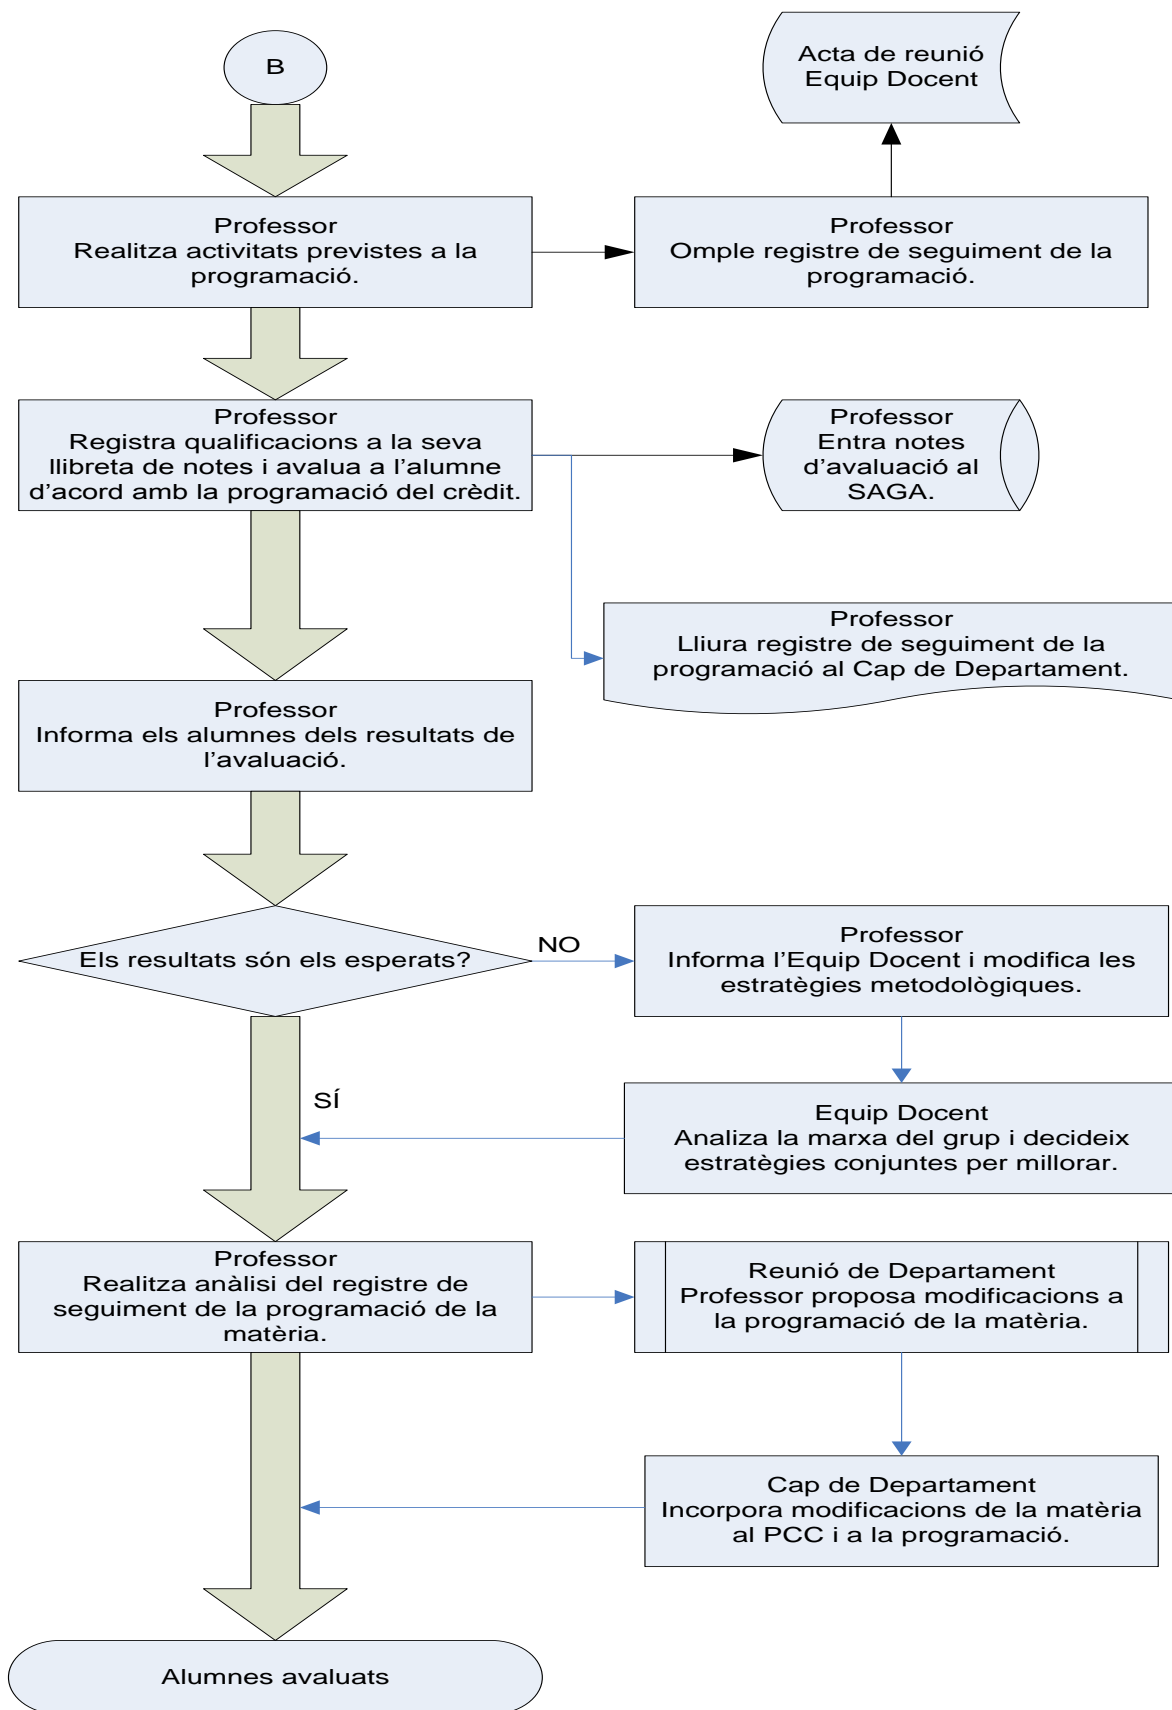 B
Acta de reunió
Equip Docent
Professor
Realitza activitats previstes a la
programació.
Professor
Omple registre de seguiment de la
programació.
Professor
Registra qualificacions a la seva
llibreta de notes i avalua a l’alumne
d’acord amb la programació del crèdit.
Professor
Entra notes
d’avaluació al
SAGA.
Professor
Lliura registre de seguiment de la
programació al Cap de Departament.
Professor
Informa els alumnes dels resultats de
l’avaluació.
Els resultats són els esperats?
NO
Professor
Informa l’Equip Docent i modifica les
estratègies metodològiques.
SÍ
Equip Docent
Analiza la marxa del grup i decideix
estratègies conjuntes per millorar.
Professor
Realitza anàlisi del registre de
seguiment de la programació de la
matèria.
Reunió de Departament
Professor proposa modificacions a
la programació de la matèria.
Cap de Departament
Incorpora modificacions de la matèria
al PCC i a la programació.
Alumnes avaluats